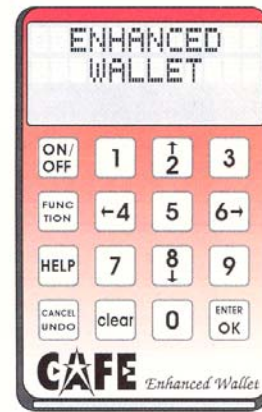 ENHANCED
WALLET
ON/
OFF
1
↑
2
3
FUNC
TION
←4
5
6→
HELP
7
8
↓
9
CANCEL
UNDO
clear
0
ENTER
OK
CAFE Enhanced Wallet